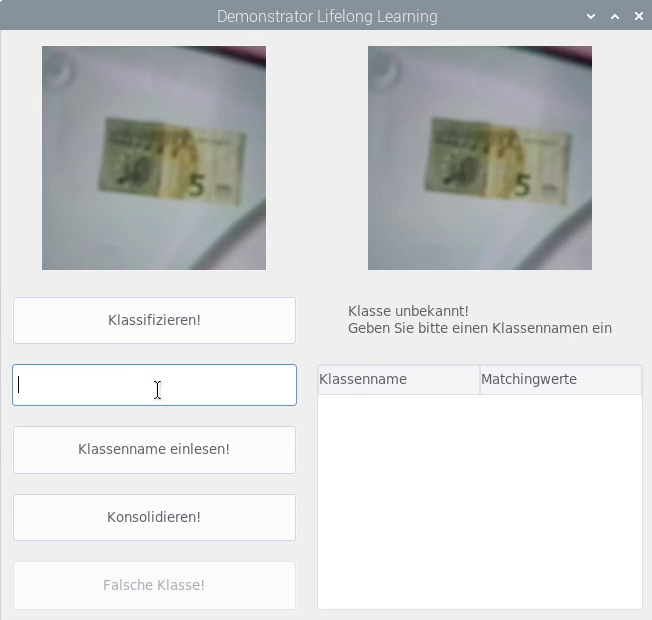 Demonstrator Lifelong Learning
5
5
Klassifizieren!
Klasse unbekannt!
Geben Sie bitte einen Klassennamen ein
Klassenname
Matchingwerte
Klassenname einlesen!
Konsolidieren!
Falsche Klasse!